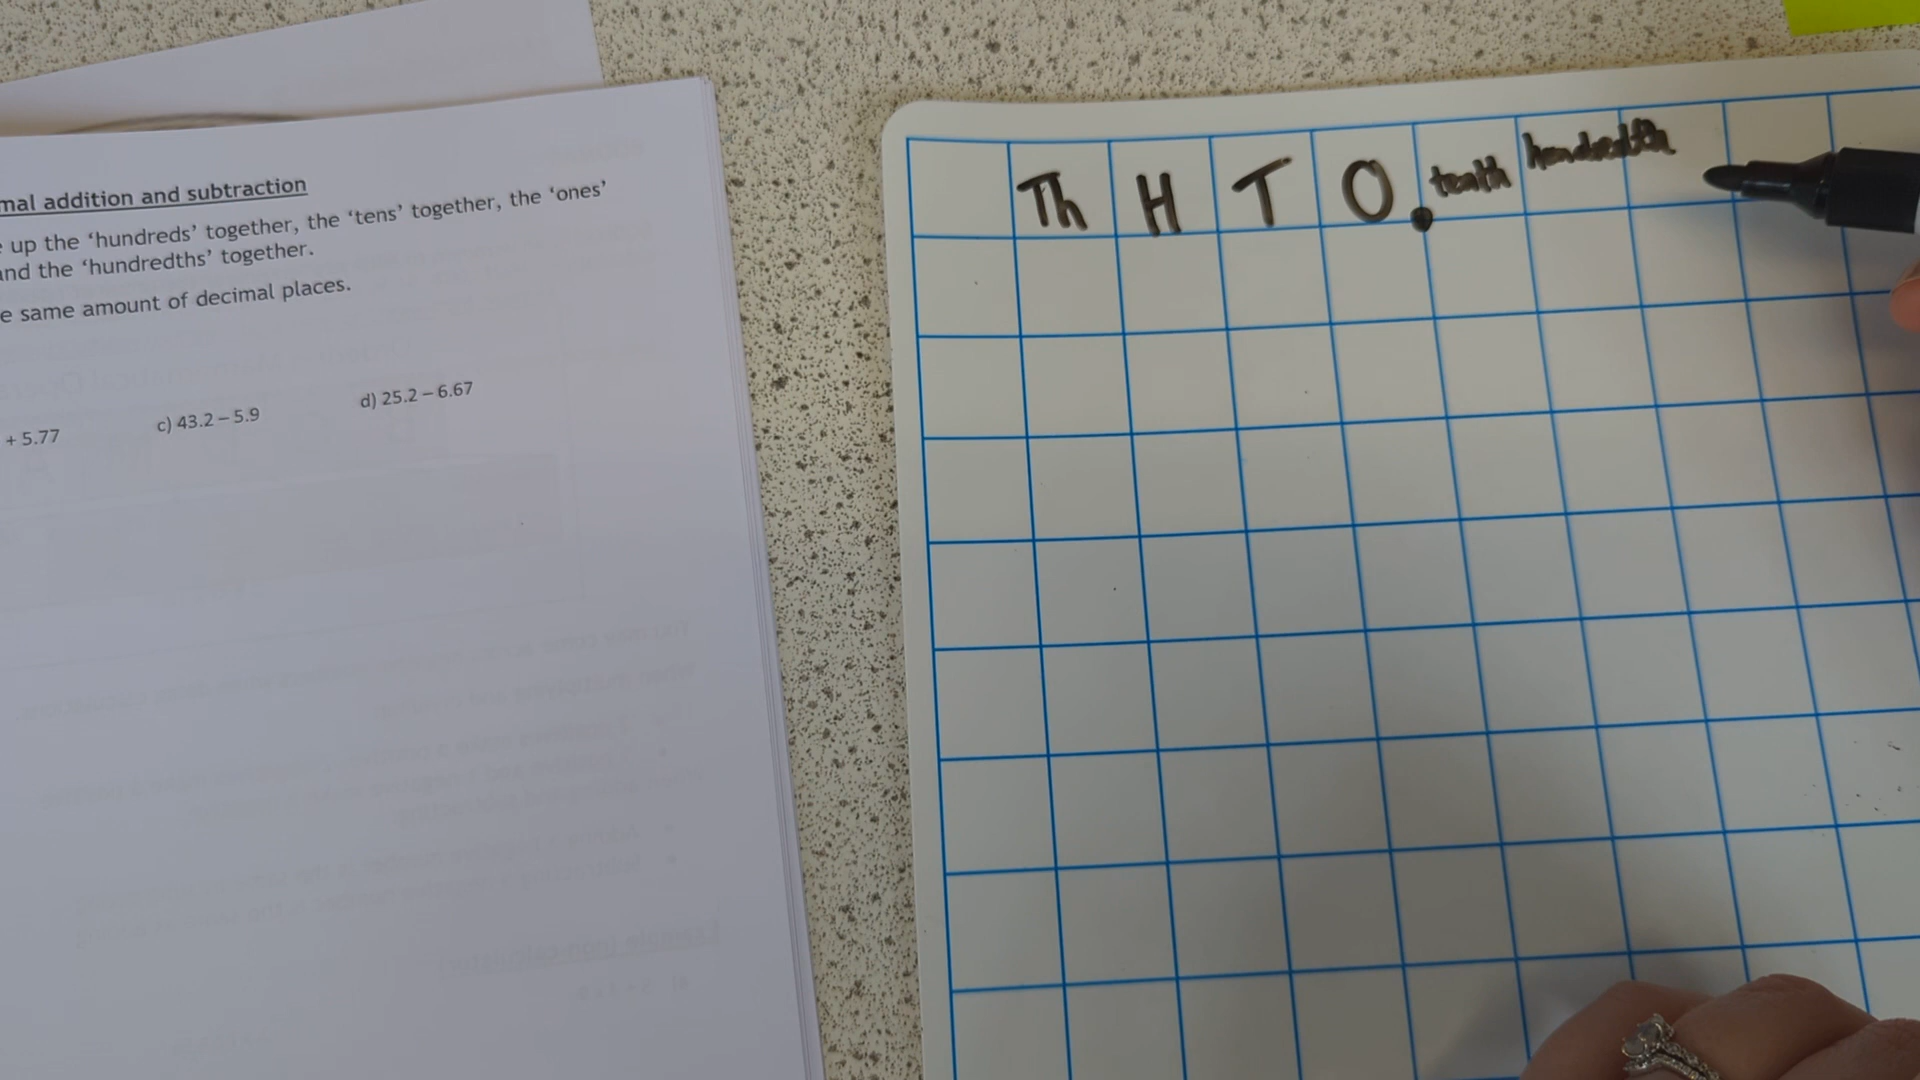 mal addition and subtraction
up the ‘hundreds’ together, the ‘tens’ together, the ‘ones’
and the ‘hundredths’ together.
e same amount of decimal places.
+ 5.77
c) 43.2 – 5.9
d) 25.2 – 6.67
Th H T O . tenth hundredth